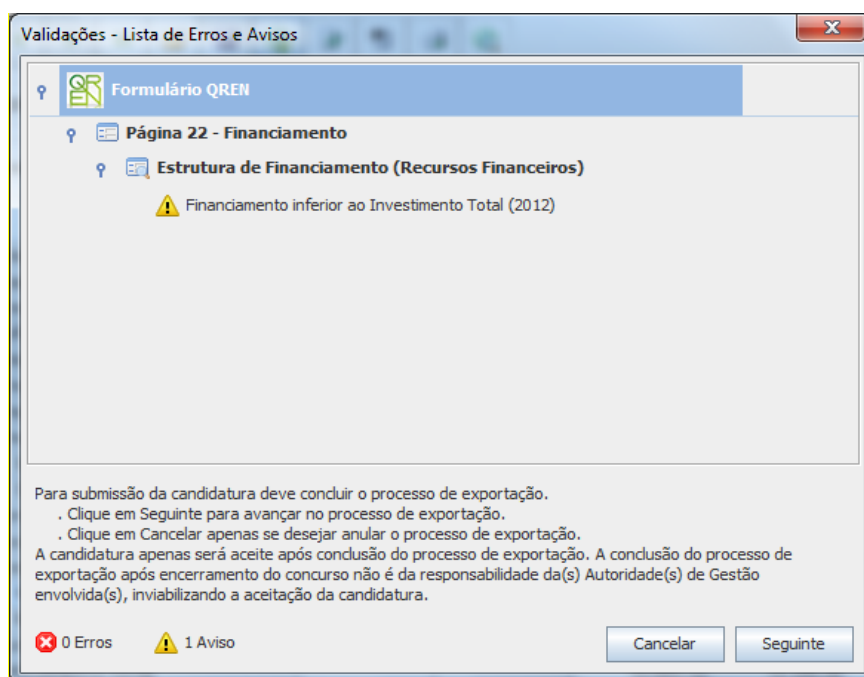 Validações - Lista de Erros e Avisos
QREN
Formulário QREN
Página 22 - Financiamento
Estrutura de Financiamento (Recursos Financeiros)
Financiamento inferior ao Investimento Total (2012)
Para submissão da candidatura deve concluir o processo de exportação.
. Clique em Seguinte para avançar no processo de exportação.
. Clique em Cancelar apenas se desejar anular o processo de exportação.
A candidatura apenas será aceite após conclusão do processo de exportação. A conclusão do processo de
exportação após encerramento do concurso não é da responsabilidade da(s) Autoridade(s) de Gestão
envolvida(s), inviabilizando a aceitação da candidatura.
0 Erros 1 Aviso Cancelar Seguinte